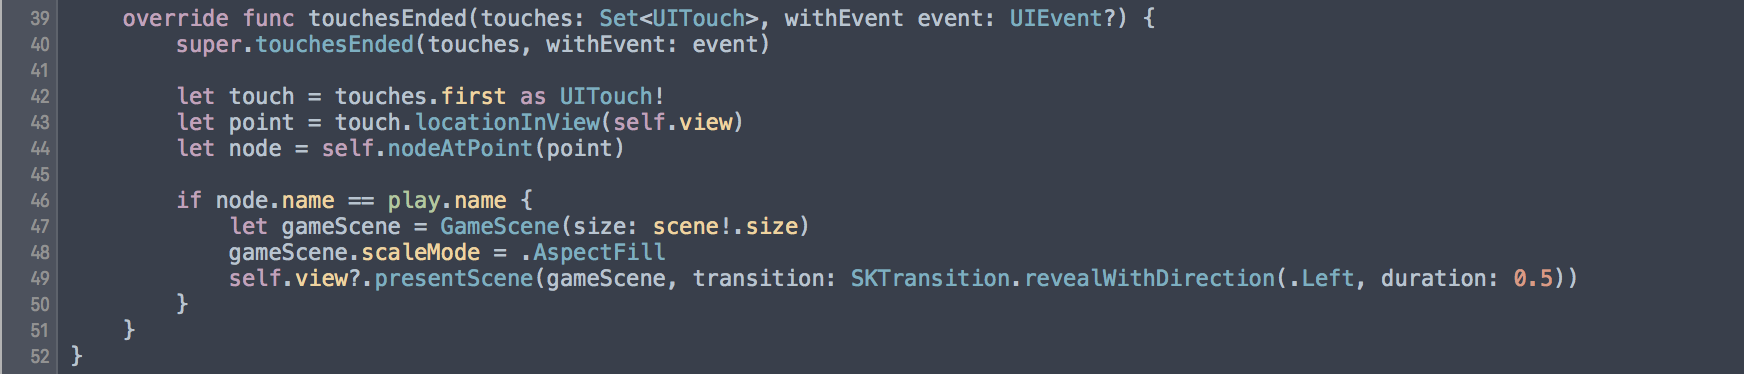 39     override func touchesEnded(touches: Set<UITouch>, withEvent event: UIEvent?) {
40         super.touchesEnded(touches, withEvent: event)
41
42         let touch = touches.first as UITouch!
43         let point = touch.locationInView(self.view)
44         let node = self.nodeAtPoint(point)
45
46         if node.name == play.name {
47             let gameScene = GameScene(size: scene!.size)
48             gameScene.scaleMode = .AspectFill
49             self.view?.presentScene(gameScene, transition: SKTransition.revealWithDirection(.Left, duration: 0.5))
50         }
51     }
52 }